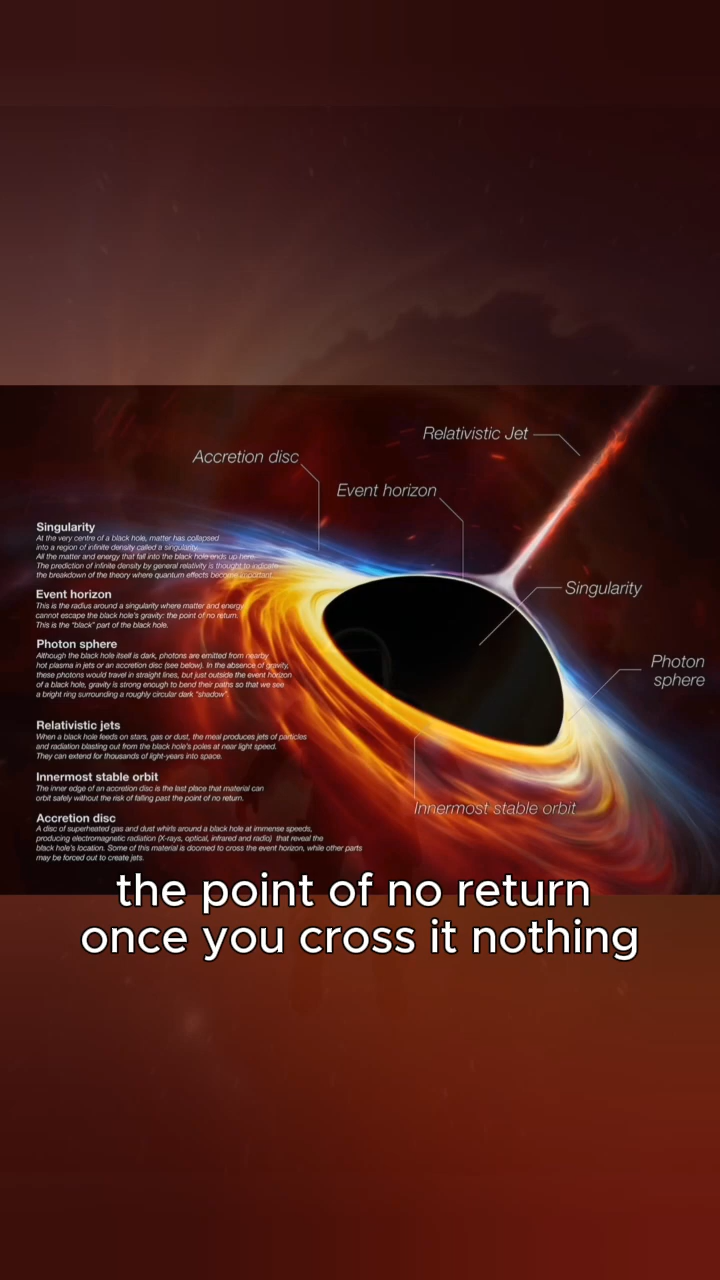 Relativistic Jet
Accretion disc
Event horizon
Singularity
Photon
sphere
Innermost stable orbit
Singularity
At the very centre of a black hole, matter has collapsed
into a region of infinite density called a singularity.
All the matter and energy that fall into the black hole ends up here.
The prediction of infinite density by general relativity is thought to indicate
the breakdown of the theory where quantum effects become important.
Event horizon
This is the radius around a singularity where matter and energy
cannot escape the black hole's gravity: the point of no return.
This is the "black" part of the black hole.
Photon sphere
Although the black hole itself is dark, photons are emitted from nearby
hot plasma in jets or an accretion disc (see below). In the absence of gravity,
these photons would travel in straight lines, but just outside the event horizon
of a black hole, gravity is strong enough to bend their paths so that we see
a bright ring surrounding a roughly circular dark "shadow".
Relativistic jets
When a black hole feeds on stars, gas or dust, the meal produces jets of particles
and radiation blasting out from the black hole's poles at near light speed.
They can extend for thousands of light-years into space.
Innermost stable orbit
The inner edge of an accretion disc is the last place that material can
orbit safely without the risk of falling past the point of no return.
Accretion disc
A disc of superheated gas and dust whirls around a black hole at immense speeds,
producing electromagnetic radiation (X-rays, optical, infrared and radio) that reveal the
black hole's location. Some of this material is doomed to cross the event horizon, while other parts
may be forced out to create jets.
the point of no return
once you cross it nothing